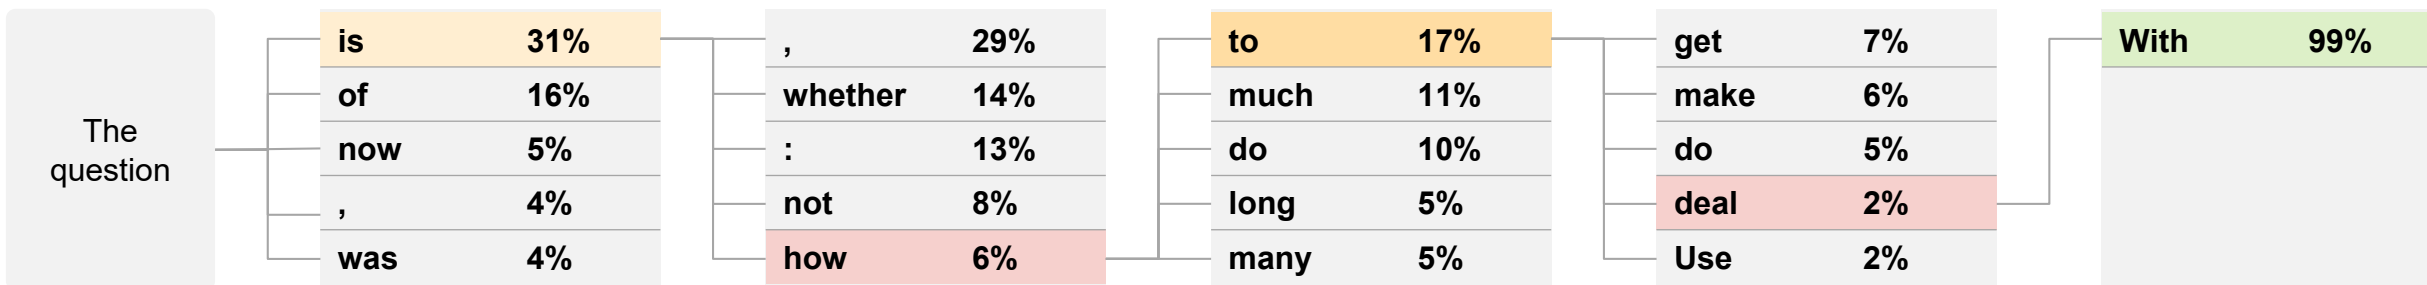 The
question
is 31%
of 16%
now 5%
, 4%
was 4%
, 29%
whether 14%
: 13%
not 8%
how 6%
to 17%
much 11%
do 10%
long 5%
many 5%
get 7%
make 6%
do 5%
deal 2%
Use 2%
With 99%